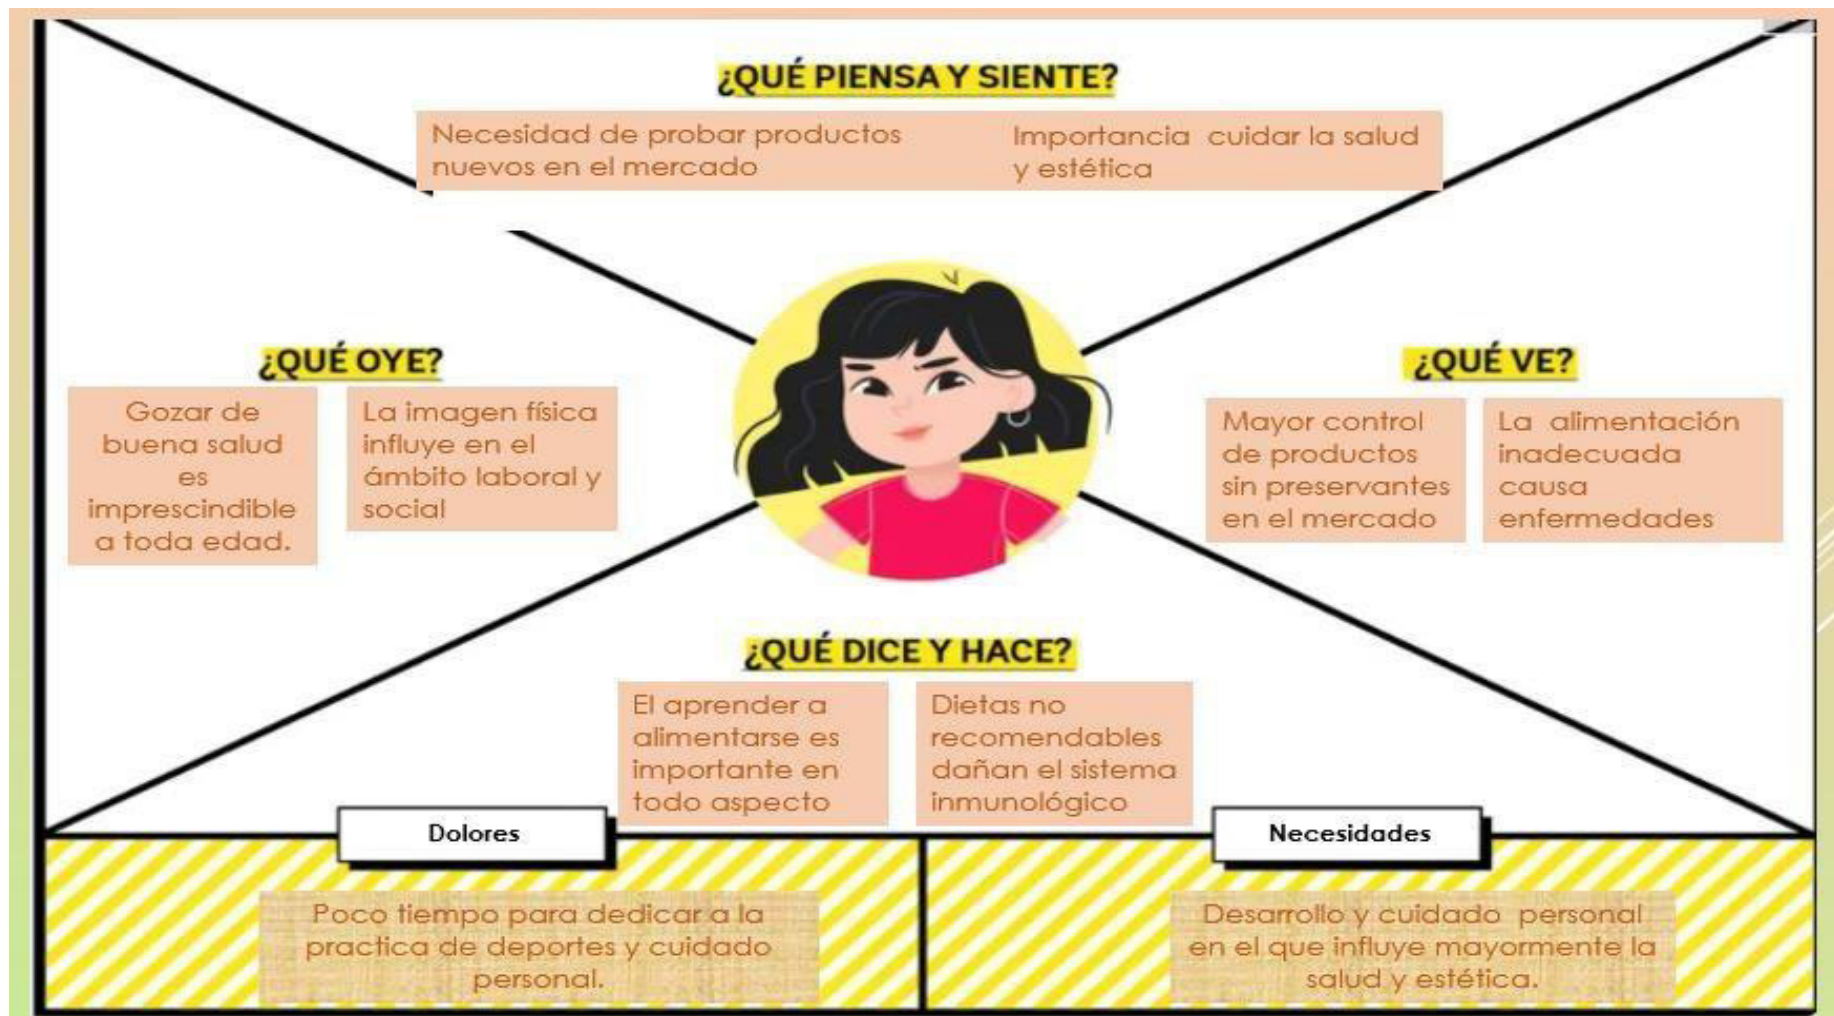 ¿QUÉ PIENSA Y SIENTE?
Necesidad de probar productos
nuevos en el mercado
Importancia cuidar la salud
y estética
¿QUÉ OYE?
Gozar de
buena salud
es
imprescindible
a toda edad.
La imagen física
influye en el
ámbito laboral y
social
¿QUÉ VE?
Mayor control
de productos
sin preservantes
en el mercado
La alimentación
inadecuada
causa
enfermedades
¿QUÉ DICE Y HACE?
El aprender a
alimentarse es
importante en
todo aspecto
Dietas no
recomendables
dañan el sistema
inmunológico
Dolores
Poco tiempo para dedicar a la
practica de deportes y cuidado
personal.
Necesidades
Desarrollo y cuidado personal
en el que influye mayormente la
salud y estética.